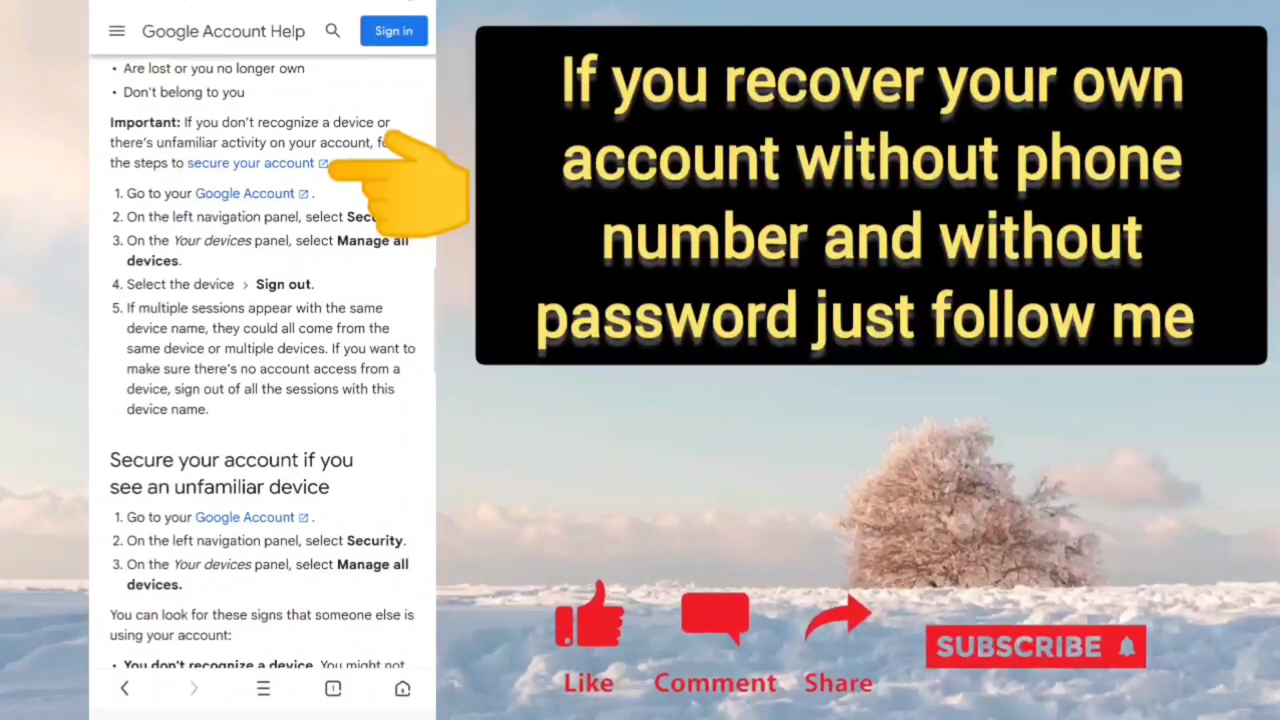 Google Account Help
Sign in
• Are lost or you no longer own
• Don't belong to you
Important: If you don't recognize a device or
there's unfamiliar activity on your account,
the steps to secure your account
1. Go to your Google Account .
2. On the left navigation panel, select
3. On the Your devices panel, select Manage all
devices.
4. Select the device > Sign out.
5. If multiple sessions appear with the same
device name, they could all come from the
same device or multiple devices. If you want to
make sure there's no account access from a
device, sign out of all the sessions with this
device name.
Secure your account if you
see an unfamiliar device
1. Go to your Google Account .
2. On the left navigation panel, select Security.
3. On the Your devices panel, select Manage all
devices.
You can look for these signs that someone else is
using your account:
• You don't recognize a device. You might not
1
If you recover your own
account without phone
number and without
password just follow me
Like
Comment
Share
SUBSCRIBE